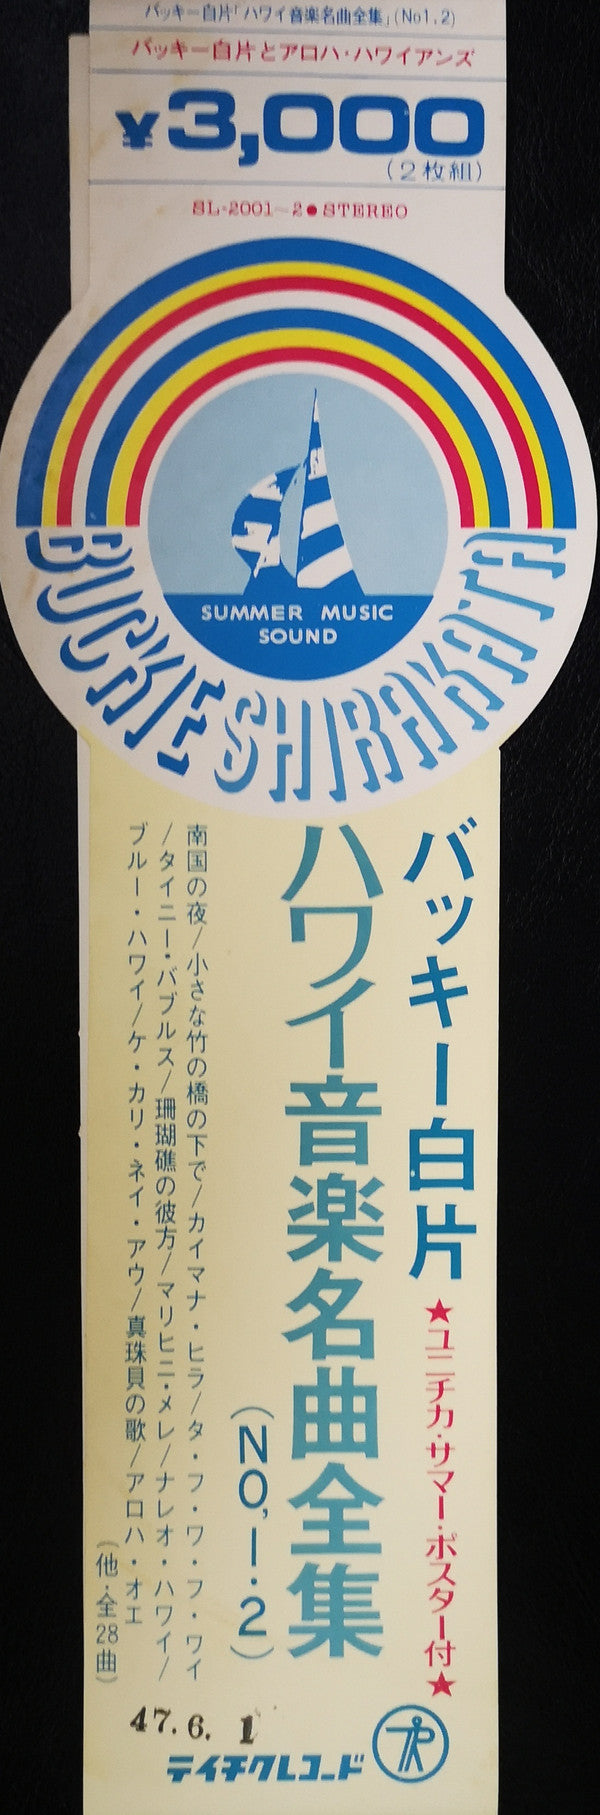 バッキー白片「ハワイ音楽名曲全集」(No1, 2)
バッキー白片とアロハ・ハワイアンズ
¥3,000
(2枚組)
SL-2001~2●STEREO
SUMMER MUSIC
SOUND
BUCKIE SHIRAKATA
バッキー白片
★ユニチカ・サマー・ポスター付★
ハワイ音楽名曲全集
(NO,1・2)
南国の夜/小さな竹の橋の下で/カイマナ・ヒラ/タ・フ・ワ・フ・ワイ
/タイニー・バブルス/珊瑚礁の彼方/マリヒニ・メレ/ナレオ・ハワイ/
ブルー・ハワイ/ケ・カリ・ネイ・アウ/真珠貝の歌/アロハ・オエ
(他・全28曲)
47.6.1
テイチクレコード